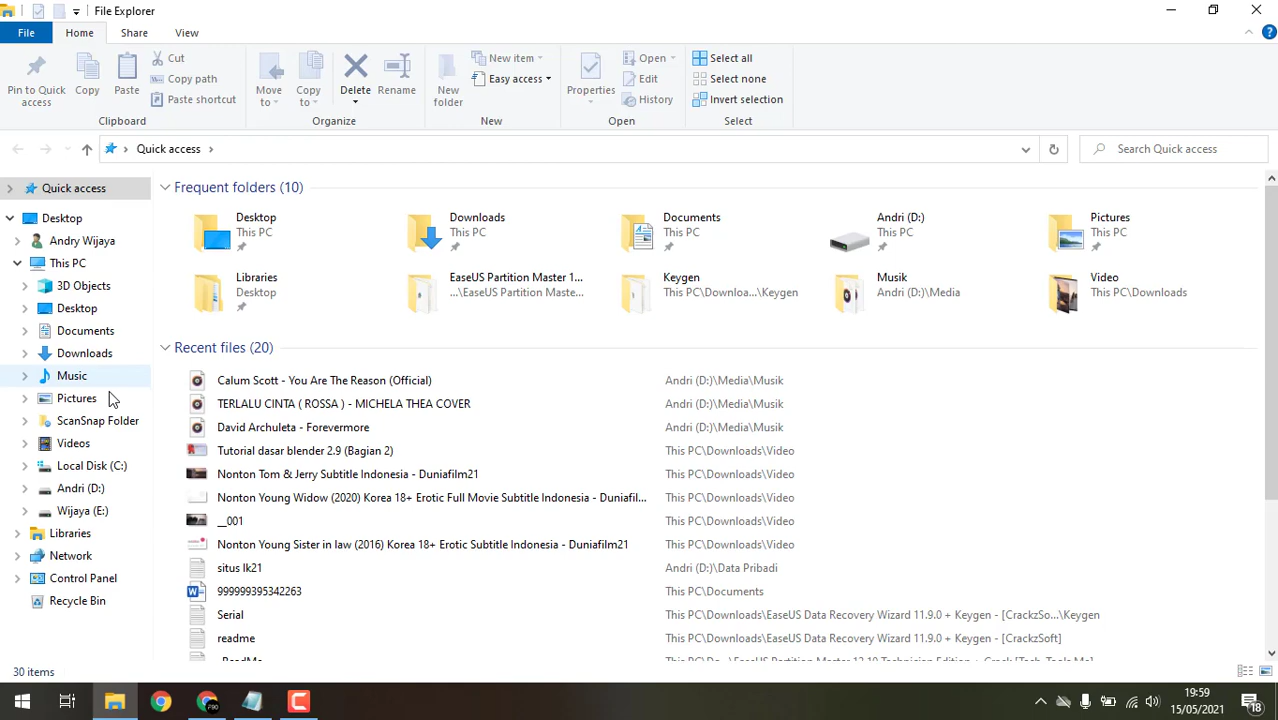 File Explorer
File Home Share View
Pin to Quick access
Copy
Paste
Cut
Copy path
Paste shortcut
Clipboard
Move to
Copy to
Delete
Rename
Organize
New folder
New item
Easy access
New
Properties
Open
Edit
History
Open
Select all
Select none
Invert selection
Select
Quick access
Search Quick access
Quick access
Desktop
Andry Wijaya
This PC
3D Objects
Desktop
Documents
Downloads
Music
Pictures
ScanSnap Folder
Videos
Local Disk (C:)
Andri (D:)
Wijaya (E:)
Libraries
Network
Control Panel
Recycle Bin
Frequent folders (10)
Desktop
This PC
Downloads
This PC
Documents
This PC
Andri (D:)
This PC
Pictures
This PC
Libraries
Desktop
EaseUS Partition Master 1...
...\EaseUS Partition Maste...
Keygen
This PC\Downloa...\Keygen
Musik
Andri (D:)\Media
Video
This PC\Downloads
Recent files (20)
Calum Scott - You Are The Reason (Official) Andri (D:)\Media\Musik
TERLALU CINTA ( ROSSA ) - MICHELA THEA COVER Andri (D:)\Media\Musik
David Archuleta - Forevermore Andri (D:)\Media\Musik
Tutorial dasar blender 2.9 (Bagian 2) This PC\Downloads\Video
Nonton Tom & Jerry Subtitle Indonesia - Duniafilm21 This PC\Downloads\Video
Nonton Young Widow (2020) Korea 18+ Erotic Full Movie Subtitle Indonesia - Duniafil... This PC\Downloads\Video
__001 This PC\Downloads\Video
Nonton Young Sister in law (2016) Korea 18+ Erotic Subtitle Indonesia - Duniafilm21 This PC\Downloads\Video
situs lk21 Andri (D:)\Data Pribadi
999999395342263 This PC\Documents
Serial This PC\Downloads\EaseUS Data Recovery Wizard 11.9.0 + Keygen - [CrackzSo...\Keygen
readme This PC\Downloads\EaseUS Data Recovery Wizard 11.9.0 + Keygen - [CrackzSoft]
30 items
P90
19:59
15/05/2021
18